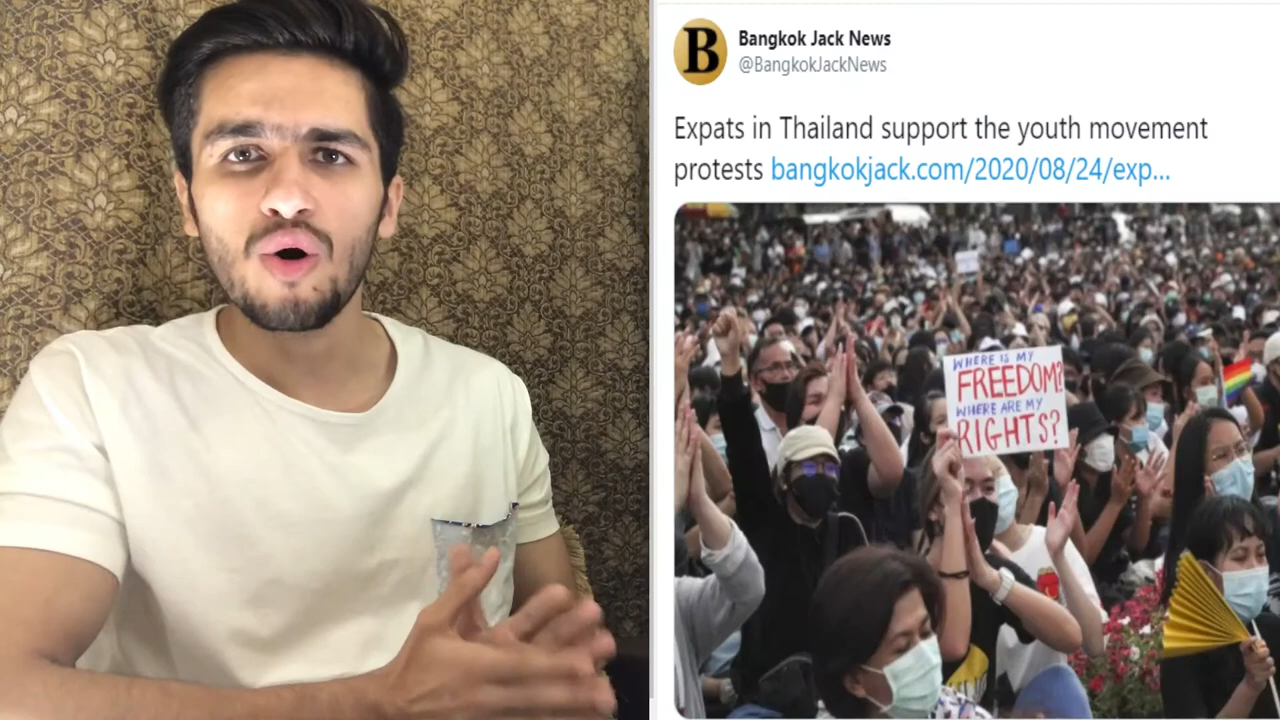 B
Bangkok Jack News
@BangkokJackNews
Expats in Thailand support the youth movement
protests bangkokjack.com/2020/08/24/exp...
WHERE IS MY
FREEDOM?
WHERE ARE MY
RIGHTS?